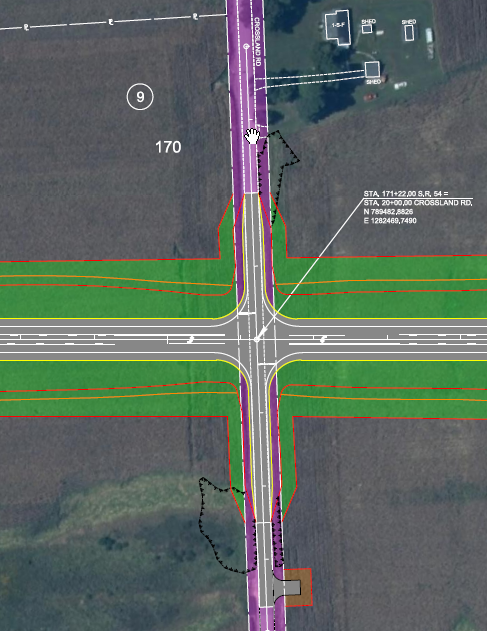 CROSSLAND RD
1-S-F
SHED
SHED
SHED
9
170
STA, 171+22,00 S,R, 54 =
STA, 20+00,00 CROSSLAND RD,
N 789482,8826
E 1282469,7490